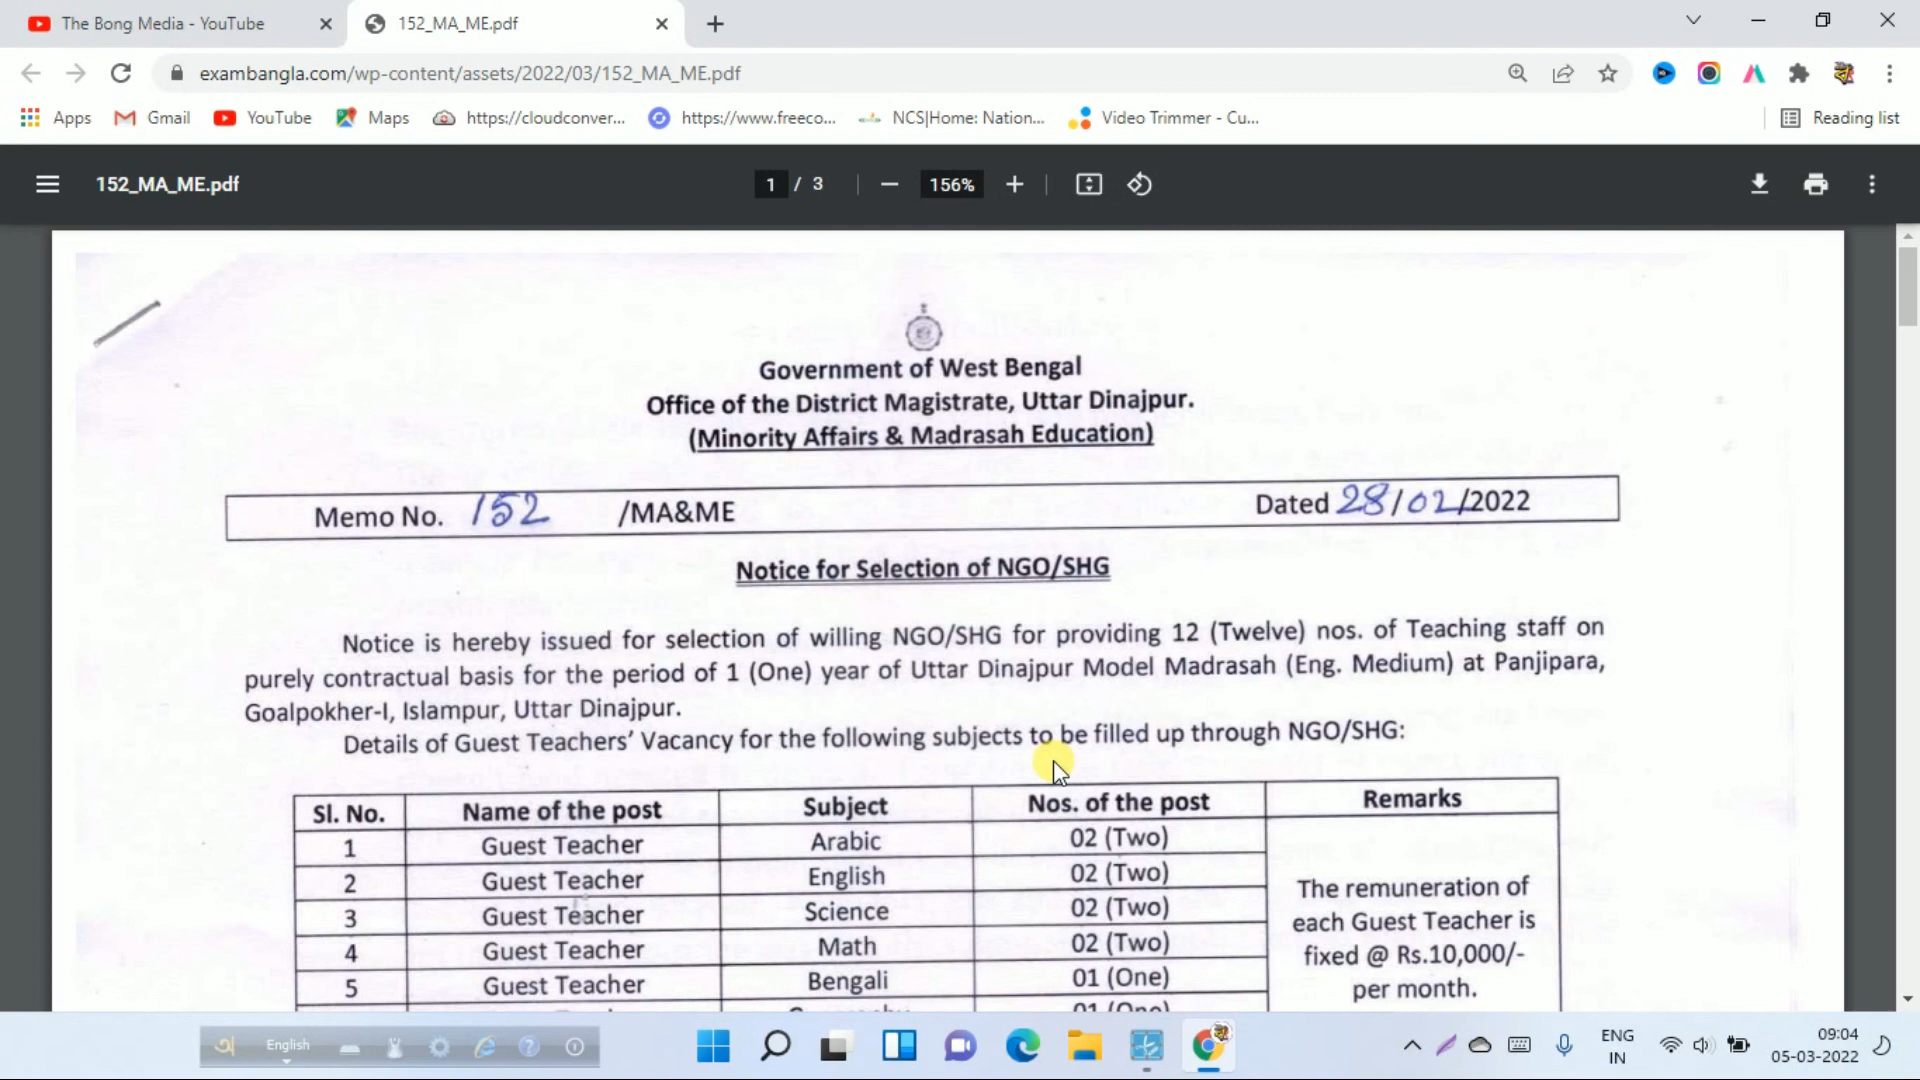 The Bong Media - YouTube
152_MA_ME.pdf
exambangla.com/wp-content/assets/2022/03/152_MA_ME.pdf
Apps
Gmail
YouTube
Maps
https://cloudconver...
https://www.freeco...
NCS|Home: Nation...
Video Trimmer - Cu...
Reading list
152_MA_ME.pdf
1 / 3
156%
Government of West Bengal
Office of the District Magistrate, Uttar Dinajpur.
(Minority Affairs & Madrasah Education)
Memo No. 152 /MA&ME Dated 28/02/2022
Notice for Selection of NGO/SHG
Notice is hereby issued for selection of willing NGO/SHG for providing 12 (Twelve) nos. of Teaching staff on
purely contractual basis for the period of 1 (One) year of Uttar Dinajpur Model Madrasah (Eng. Medium) at Panjipara,
Goalpokher-I, Islampur, Uttar Dinajpur.
Details of Guest Teachers' Vacancy for the following subjects to be filled up through NGO/SHG:
Sl. No. Name of the post Subject Nos. of the post Remarks
1 Guest Teacher Arabic 02 (Two)
2 Guest Teacher English 02 (Two)
3 Guest Teacher Science 02 (Two)
4 Guest Teacher Math 02 (Two)
5 Guest Teacher Bengali 01 (One)
The remuneration of
each Guest Teacher is
fixed @ Rs.10,000/-
per month.
অ
English
ENG
IN
09:04
05-03-2022